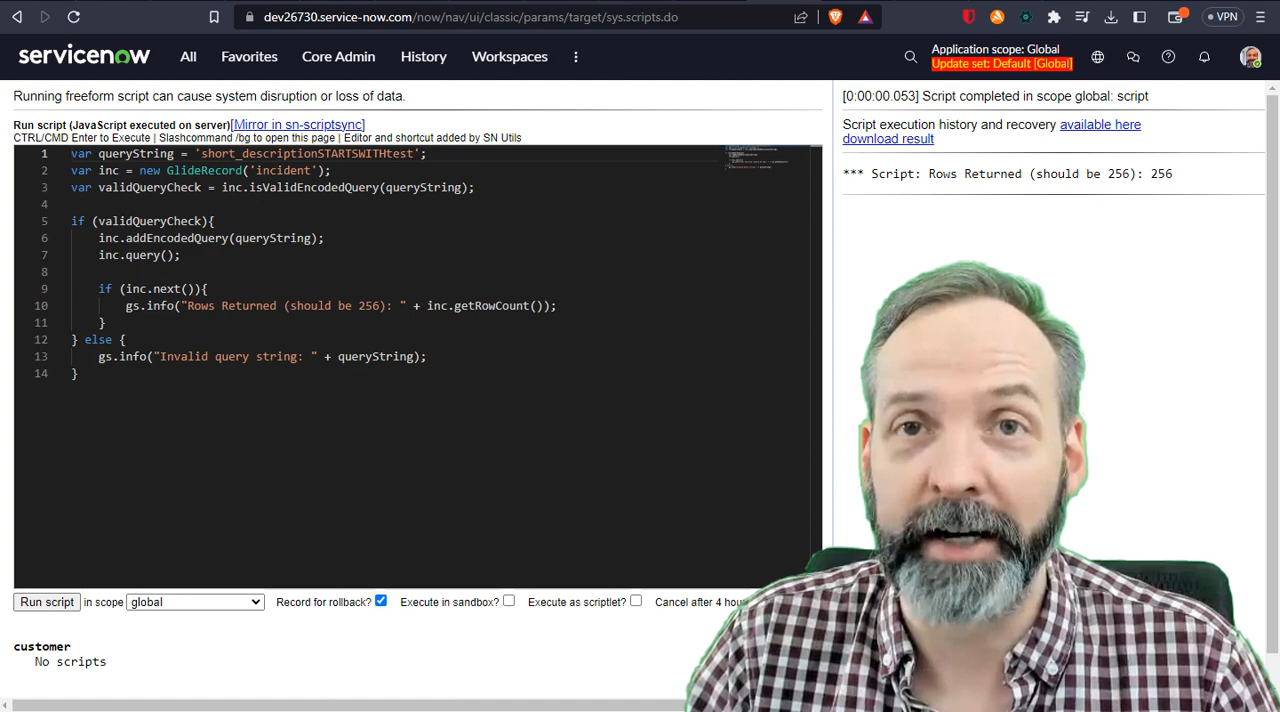 dev26730.service-now.com/now/nav/ui/classic/params/target/sys.scripts.do
VPN
servicenow
All
Favorites
Core Admin
History
Workspaces
Application scope: Global
Update set: Default [Global]
Running freeform script can cause system disruption or loss of data.
Run script (JavaScript executed on server)[Mirror in sn-scriptsync]
CTRL/CMD Enter to Execute | Slashcommand /bg to open this page | Editor and shortcut added by SN Utils
1 var queryString = 'short_descriptionSTARTSWITHtest';
2 var inc = new GlideRecord('incident');
3 var validQueryCheck = inc.isValidEncodedQuery(queryString);
4
5 if (validQueryCheck){
6 inc.addEncodedQuery(queryString);
7 inc.query();
8
9 if (inc.next()){
10 gs.info("Rows Returned (should be 256): " + inc.getRowCount());
11 }
12 } else {
13 gs.info("Invalid query string: " + queryString);
14 }
Run script in scope global Record for rollback? Execute in sandbox? Execute as scriptlet? Cancel after 4 hou
customer
No scripts
[0:00:00.053] Script completed in scope global: script
Script execution history and recovery available here
download result
*** Script: Rows Returned (should be 256): 256